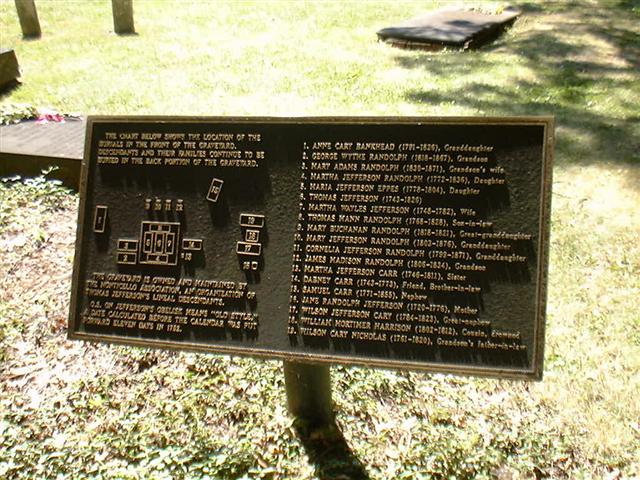 THE CHART BELOW SHOWS THE LOCATION OF THE
BURIALS IN THE FRONT OF THE GRAVEYARD.
DESCENDANTS AND THEIR FAMILIES CONTINUE TO BE
BURIED IN THE BACK PORTION OF THE GRAVEYARD.
THE GRAVEYARD IS OWNED AND MAINTAINED BY
THE MONTICELLO ASSOCIATION, AN ORGANIZATION OF
THOMAS JEFFERSON'S LINEAL DESCENDANTS.
O.S. ON JEFFERSON'S OBELISK MEANS "OLD STYLE,"
A DATE CALCULATED BEFORE THE CALENDAR WAS PUT
FORWARD ELEVEN DAYS IN 1752.
1. ANNE CARY BANKHEAD (1791-1826), Granddaughter
2. GEORGE WYTHE RANDOLPH (1818-1867), Grandson
3. MARY ADAMS RANDOLPH (1830-1871), Grandson's wife
4. MARTHA JEFFERSON RANDOLPH (1772-1836), Daughter
5. MARIA JEFFERSON EPPES (1778-1804), Daughter
6. THOMAS JEFFERSON (1743-1826)
7. MARTHA WAYLES JEFFERSON (1748-1782), Wife
8. THOMAS MANN RANDOLPH (1768-1828), Son-in-law
9. MARY BUCHANAN RANDOLPH (1818-1821), Great-granddaughter
10. MARY JEFFERSON RANDOLPH (1803-1876), Granddaughter
11. CORNELIA JEFFERSON RANDOLPH (1799-1871), Granddaughter
12. JAMES MADISON RANDOLPH (1806-1834), Grandson
13. MARTHA JEFFERSON CARR (1746-1811), Sister
14. DABNEY CARR (1743-1773), Friend, Brother-in-law
15. SAMUEL CARR (1771-1855), Nephew
16. JANE RANDOLPH JEFFERSON (1720-1776), Mother
17. WILSON JEFFERSON CARY (1784-1823), Grandnephew
18. WILLIAM MORTIMER HARRISON (1802-1812), Cousin,
19. WILSON CARY NICHOLAS (1761-1820), Grandson's father-in-law